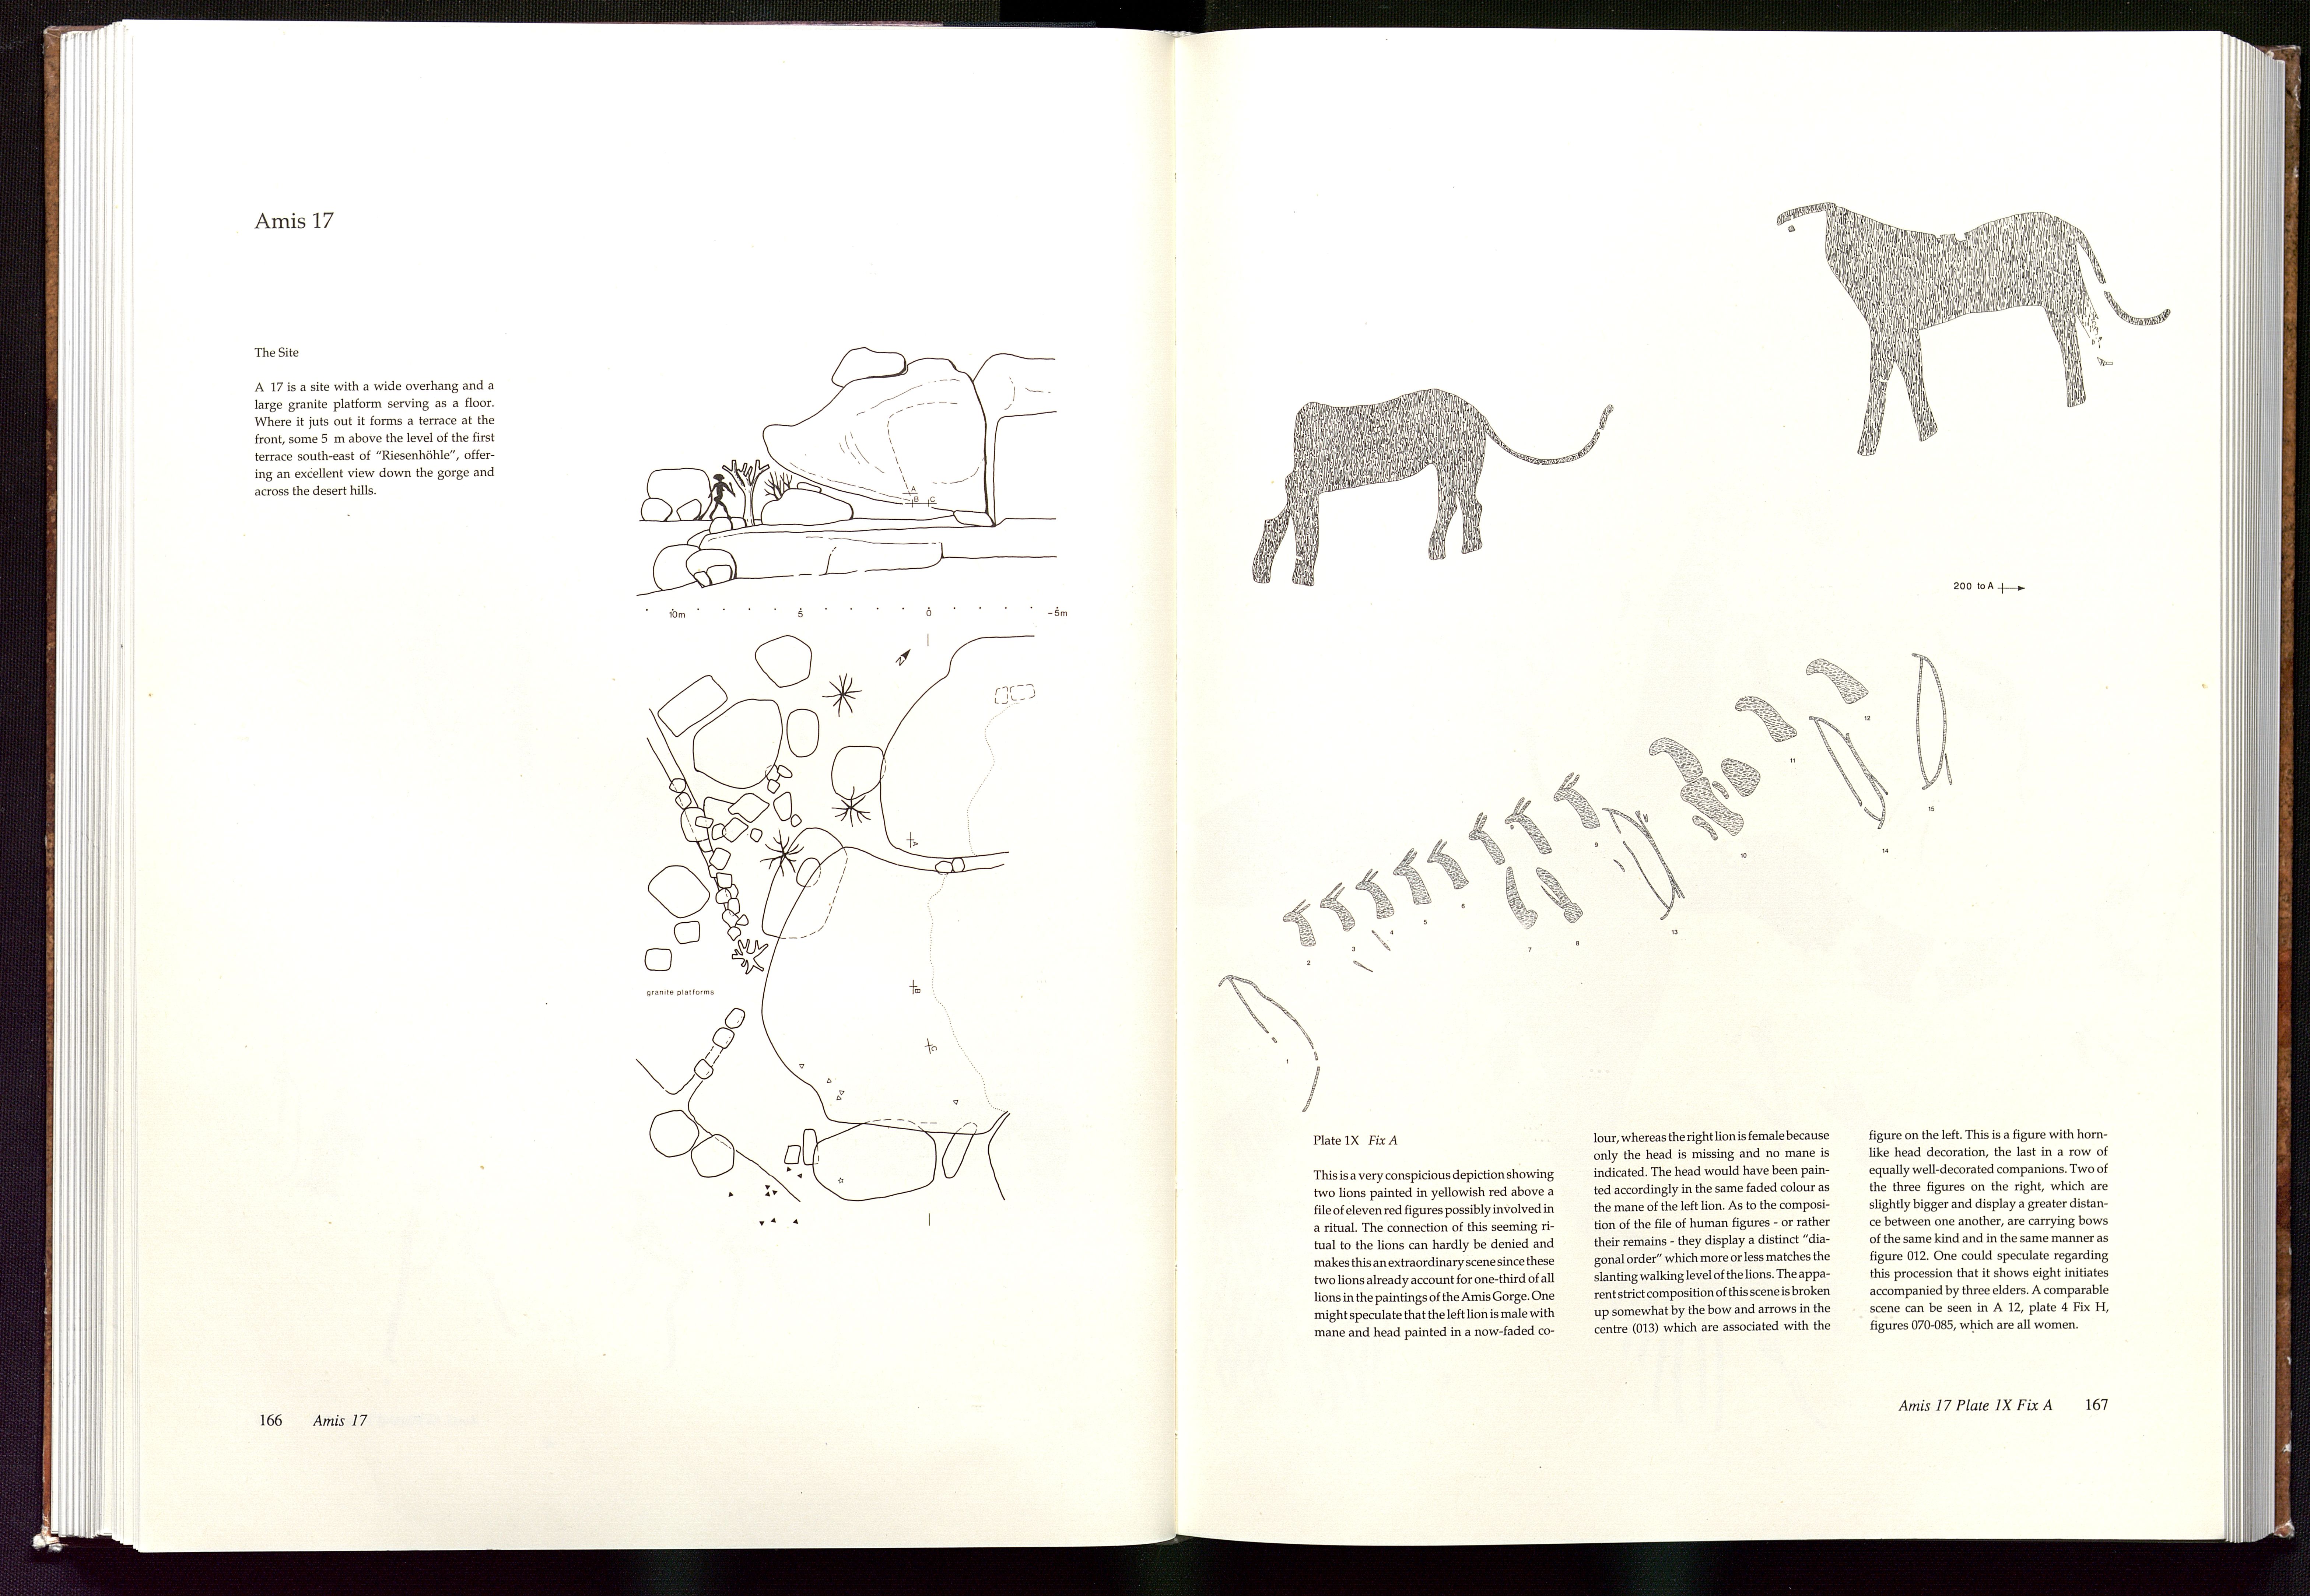 Amis 17
The Site
A 17 is a site with a wide overhang and a
large granite platform serving as a floor.
Where it juts out it forms a terrace at the
front, some 5 m above the level of the first
terrace south-east of "Riesenhöhle", offer-
ing an excellent view down the gorge and
across the desert hills.
A
B C
10m 5 0 -5m
N
A
B
C
granite platforms
166 Amis 17
200 to A
12
11
15
14
10
9
13
8
7
6
5
4
3
2
1
Plate 1X Fix A
This is a very conspicious depiction showing
two lions painted in yellowish red above a
file of eleven red figures possibly involved in
a ritual. The connection of this seeming ri-
tual to the lions can hardly be denied and
makes this an extraordinary scene since these
two lions already account for one-third of all
lions in the paintings of the Amis Gorge. One
might speculate that the left lion is male with
mane and head painted in a now-faded co-
lour, whereas the right lion is female because
only the head is missing and no mane is
indicated. The head would have been pain-
ted accordingly in the same faded colour as
the mane of the left lion. As to the composi-
tion of the file of human figures - or rather
their remains - they display a distinct "dia-
gonal order" which more or less matches the
slanting walking level of the lions. The appa-
rent strict composition of this scene is broken
up somewhat by the bow and arrows in the
centre (013) which are associated with the
figure on the left. This is a figure with horn-
like head decoration, the last in a row of
equally well-decorated companions. Two of
the three figures on the right, which are
slightly bigger and display a greater distan-
ce between one another, are carrying bows
of the same kind and in the same manner as
figure 012. One could speculate regarding
this procession that it shows eight initiates
accompanied by three elders. A comparable
scene can be seen in A 12, plate 4 Fix H,
figures 070-085, which are all women.
Amis 17 Plate 1X Fix A 167